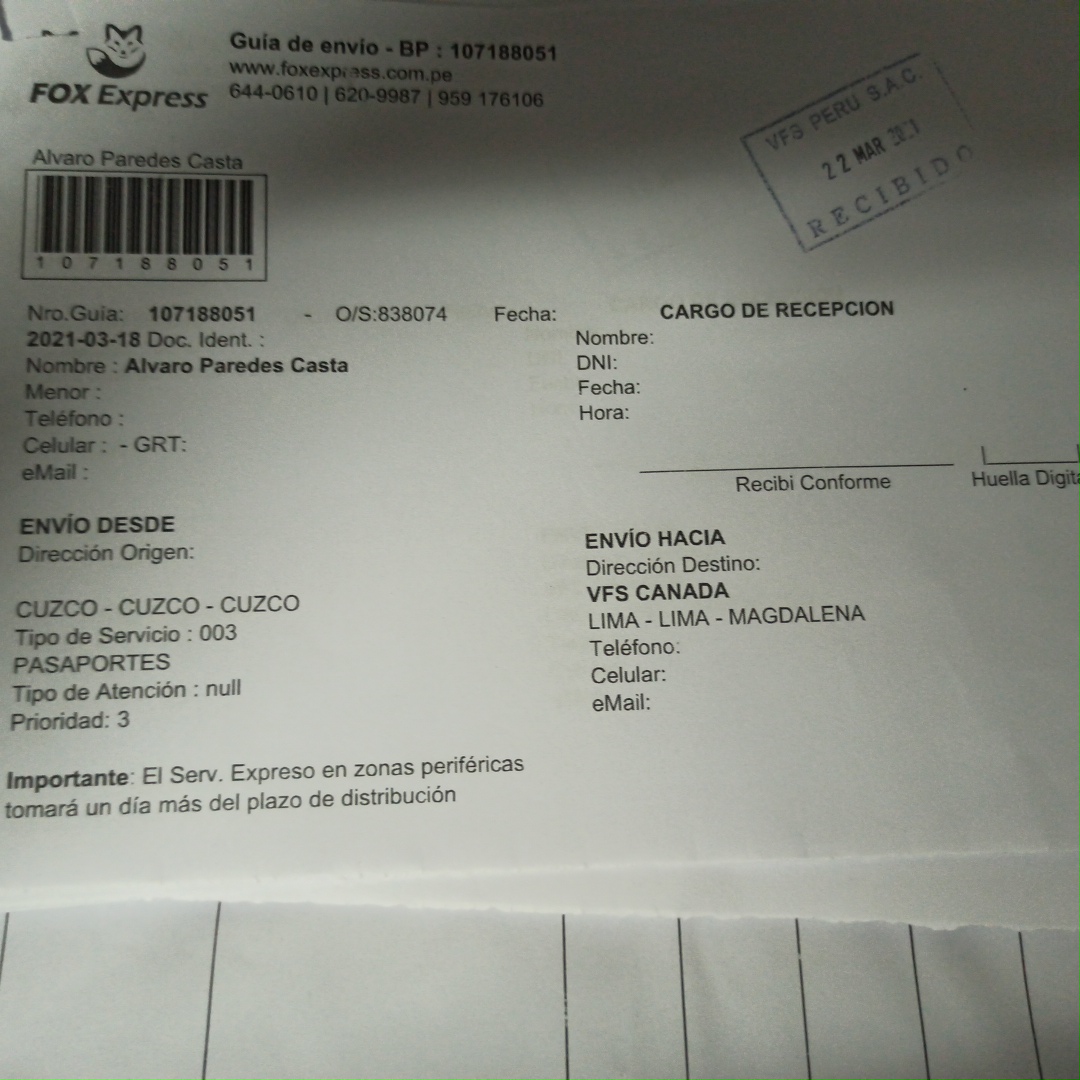 FOX Express
Guía de envío - BP : 107188051
www.foxexpress.com.pe
644-0610 | 620-9987 | 959 176106
VFS PERU S.A.C.
22 MAR
RECIBIDO
Alvaro Paredes Casta
1 0 7 1 8 8 0 5 1
Nro.Guia: 107188051 - O/S:838074 Fecha:
2021-03-18 Doc. Ident. :
Nombre : Alvaro Paredes Casta
Menor :
Teléfono :
Celular : - GRT:
eMail :
CARGO DE RECEPCION
Nombre:
DNI:
Fecha:
Hora:
Recibi Conforme
Huella Digita
ENVÍO DESDE
Dirección Origen:
CUZCO - CUZCO - CUZCO
Tipo de Servicio : 003
PASAPORTES
Tipo de Atención : null
Prioridad: 3
ENVÍO HACIA
Dirección Destino:
VFS CANADA
LIMA - LIMA - MAGDALENA
Teléfono:
Celular:
eMail:
Importante: El Serv. Expreso en zonas periféricas
tomará un día más del plazo de distribución